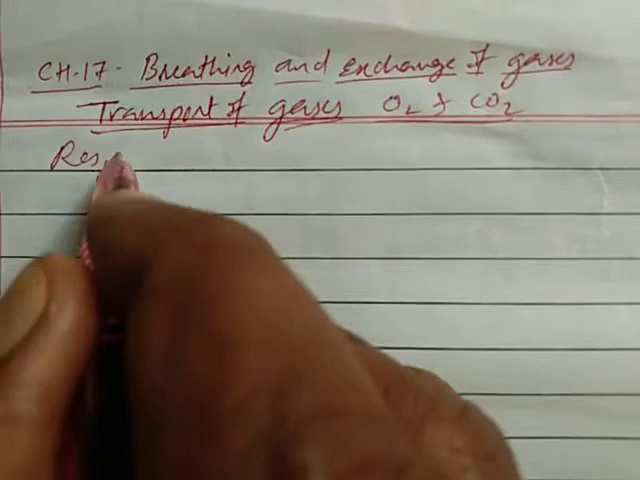 CH.17 - Breathing and exchange of gases
Transport of gases O2 & CO2
Res